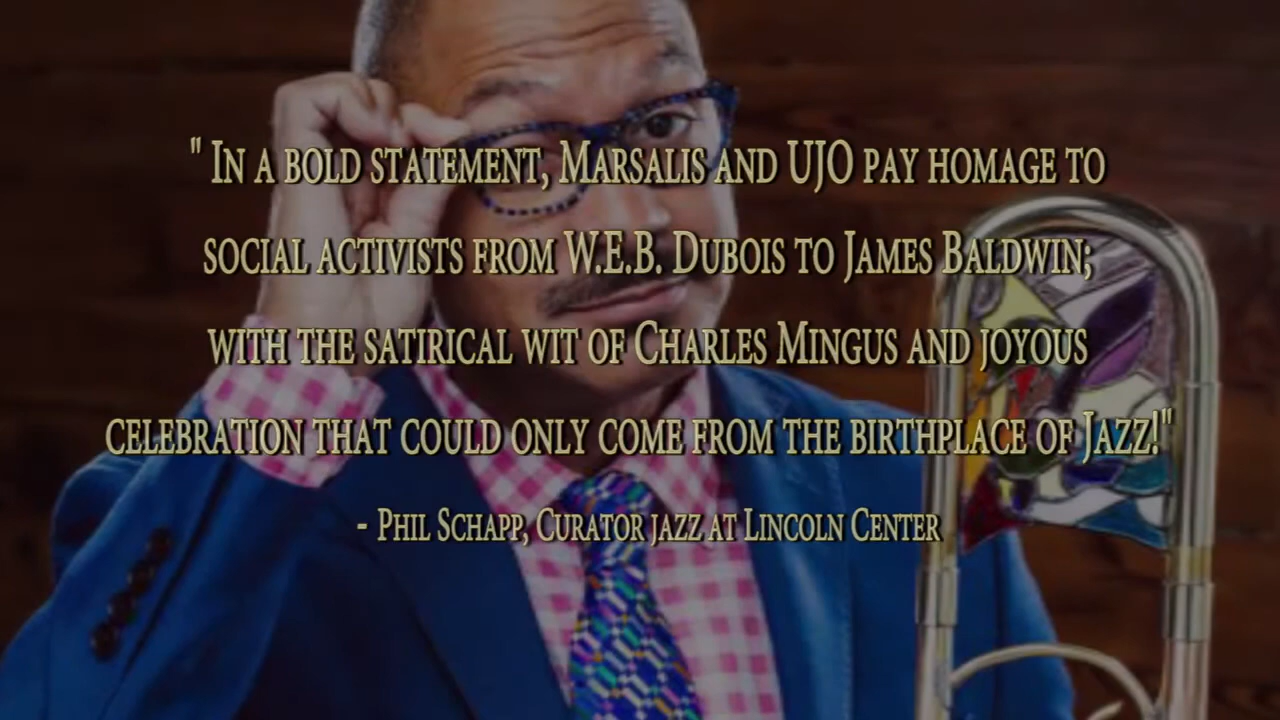 " In a bold statement, Marsalis and UJO pay homage to
social activists from W.E.B. Dubois to James Baldwin;
with the satirical wit of Charles Mingus and joyous
celebration that could only come from the birthplace of Jazz!"
- Phil Schapp, Curator jazz at Lincoln Center